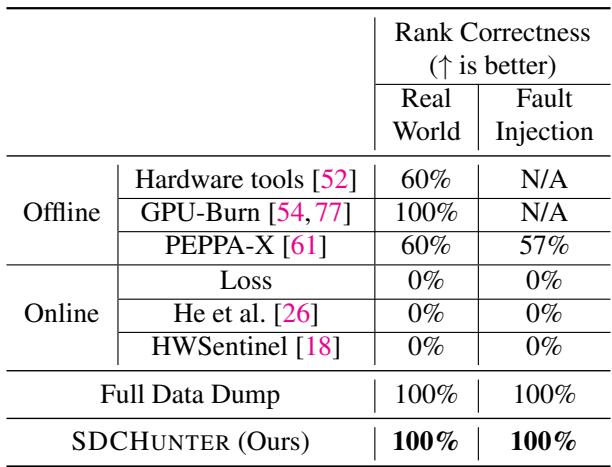 Rank Correctness
(↑ is better)
Real World Fault Injection
Offline Hardware tools [52] 60% N/A
GPU-Burn [54, 77] 100% N/A
PEPPA-X [61] 60% 57%
Online Loss 0% 0%
He et al. [26] 0% 0%
HWSentinel [18] 0% 0%
Full Data Dump 100% 100%
SDCHUNTER (Ours) 100% 100%